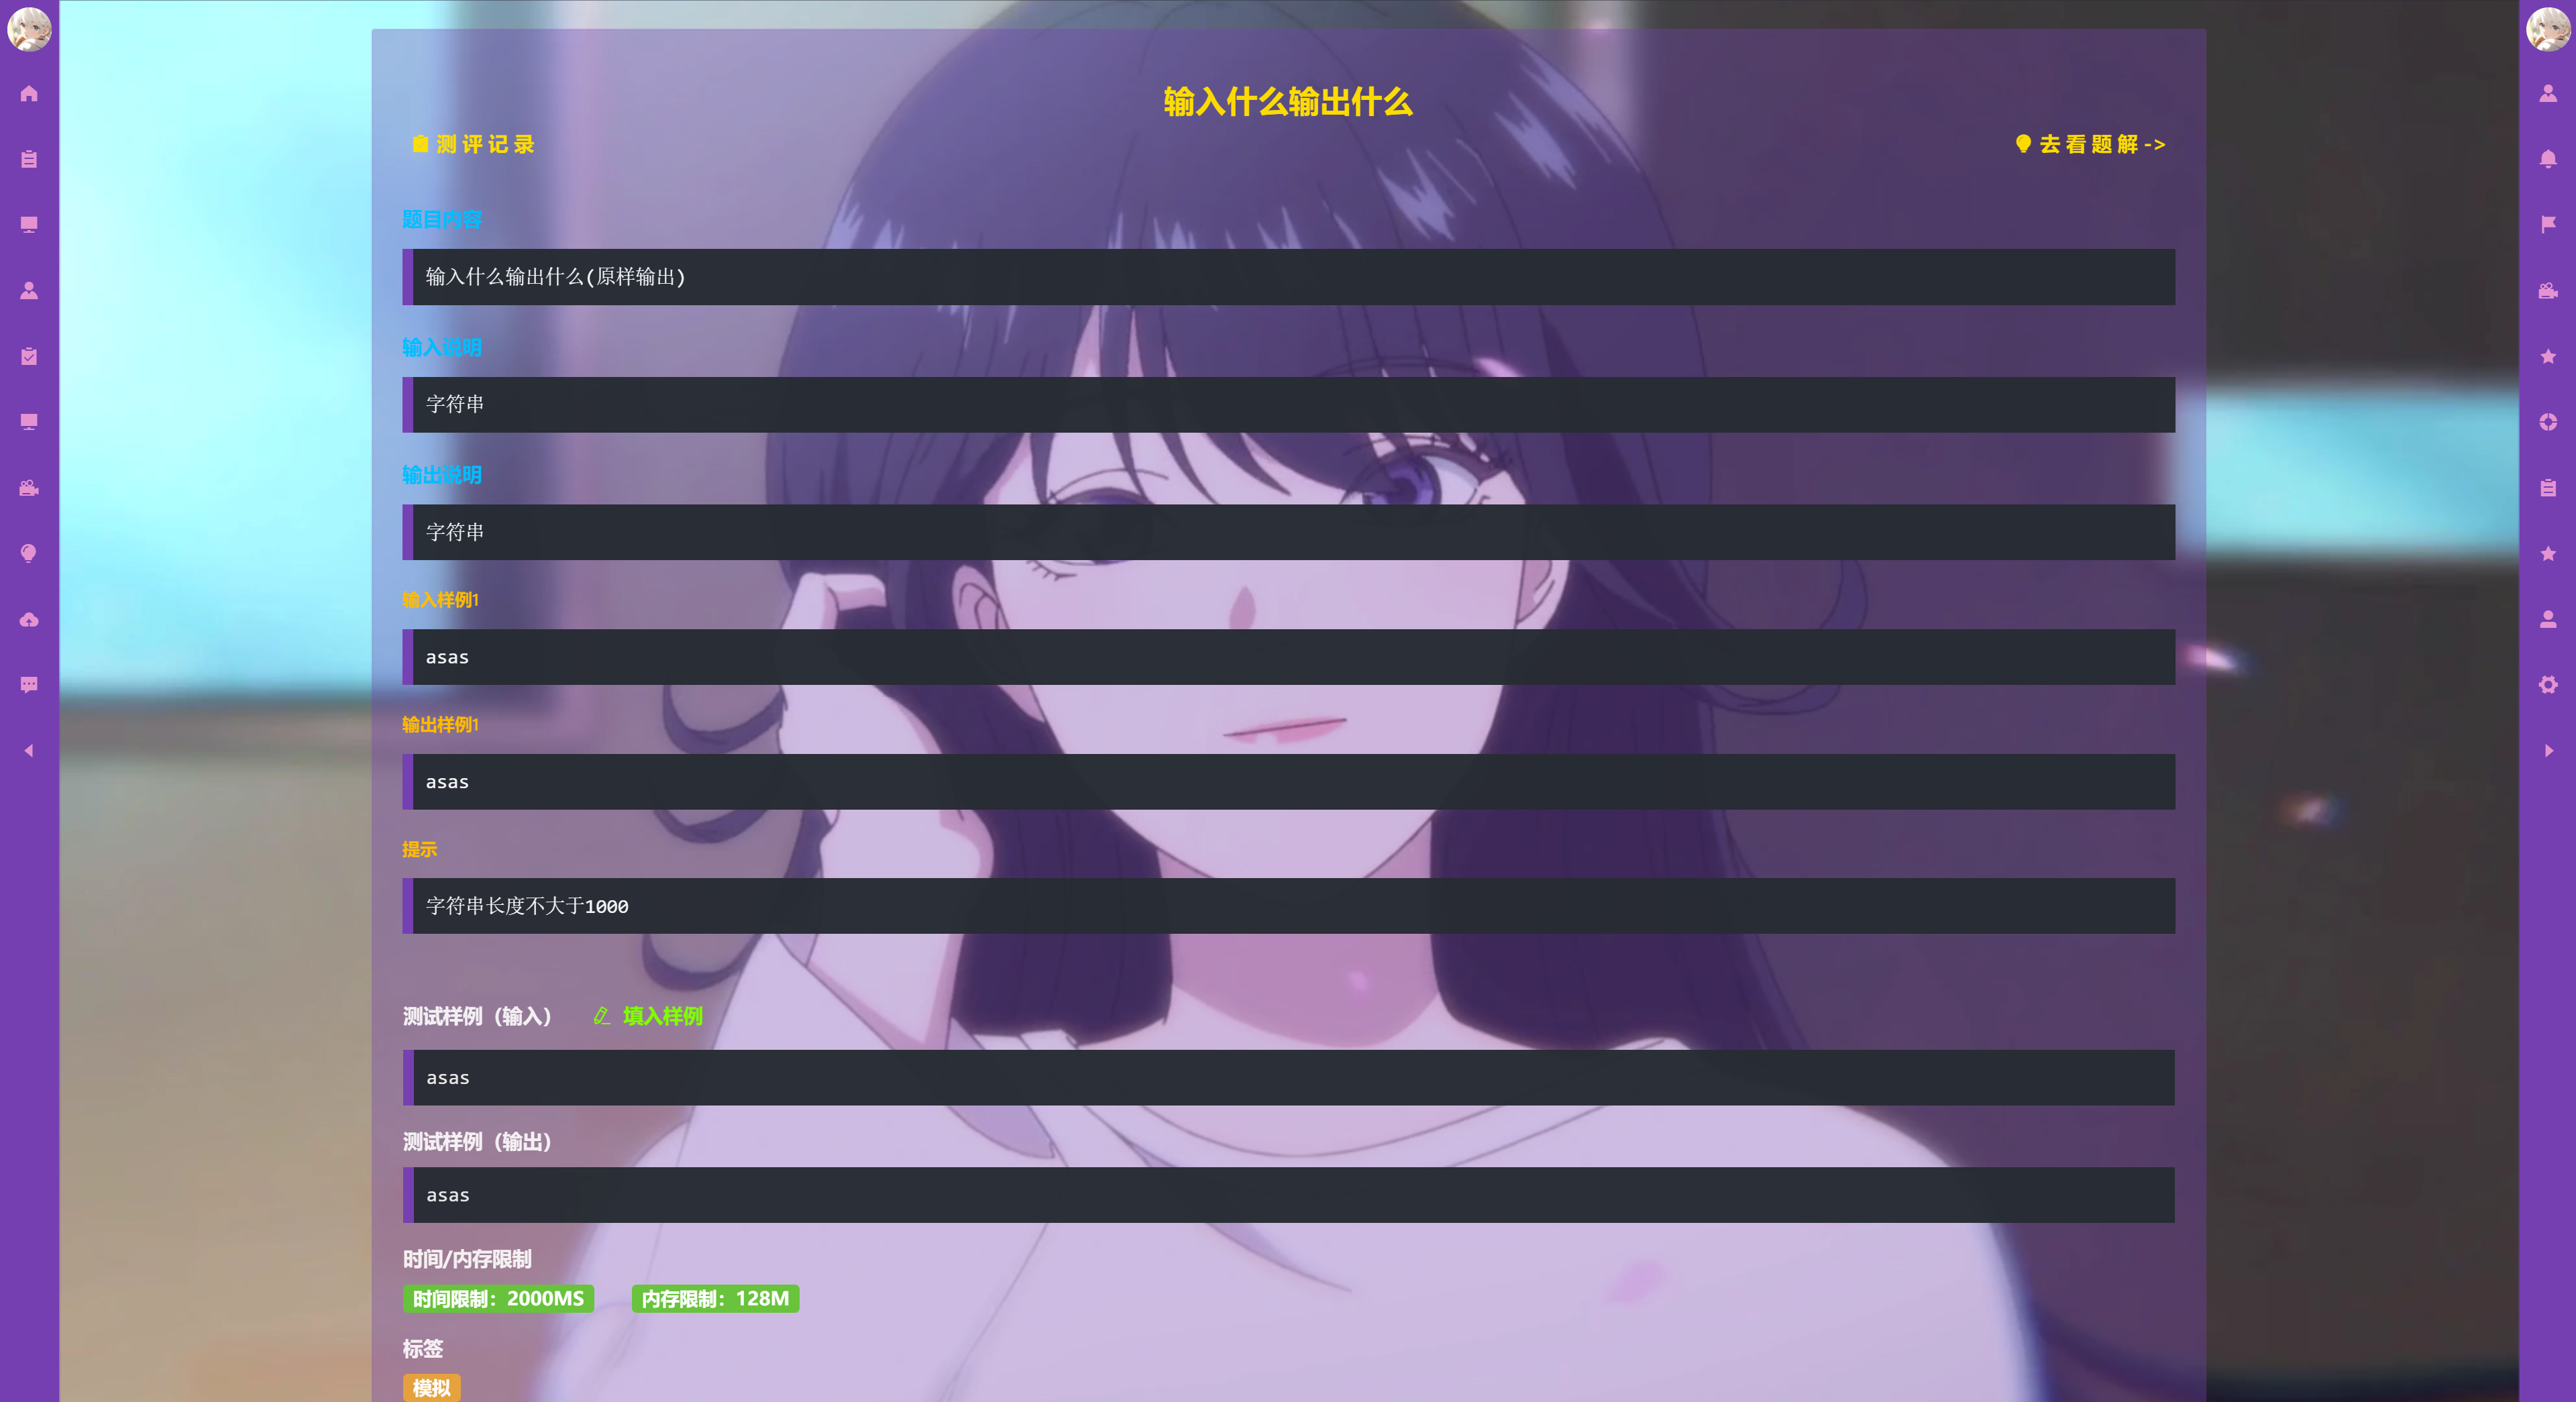 输入什么输出什么
测评记录
去看题解->
题目内容
输入什么输出什么(原样输出)
输入说明
字符串
输出说明
字符串
输入样例1
asas
输出样例1
asas
提示
字符串长度不大于1000
测试样例（输入） 填入样例
asas
测试样例（输出）
asas
时间/内存限制
时间限制：2000MS 内存限制：128M
标签
模拟